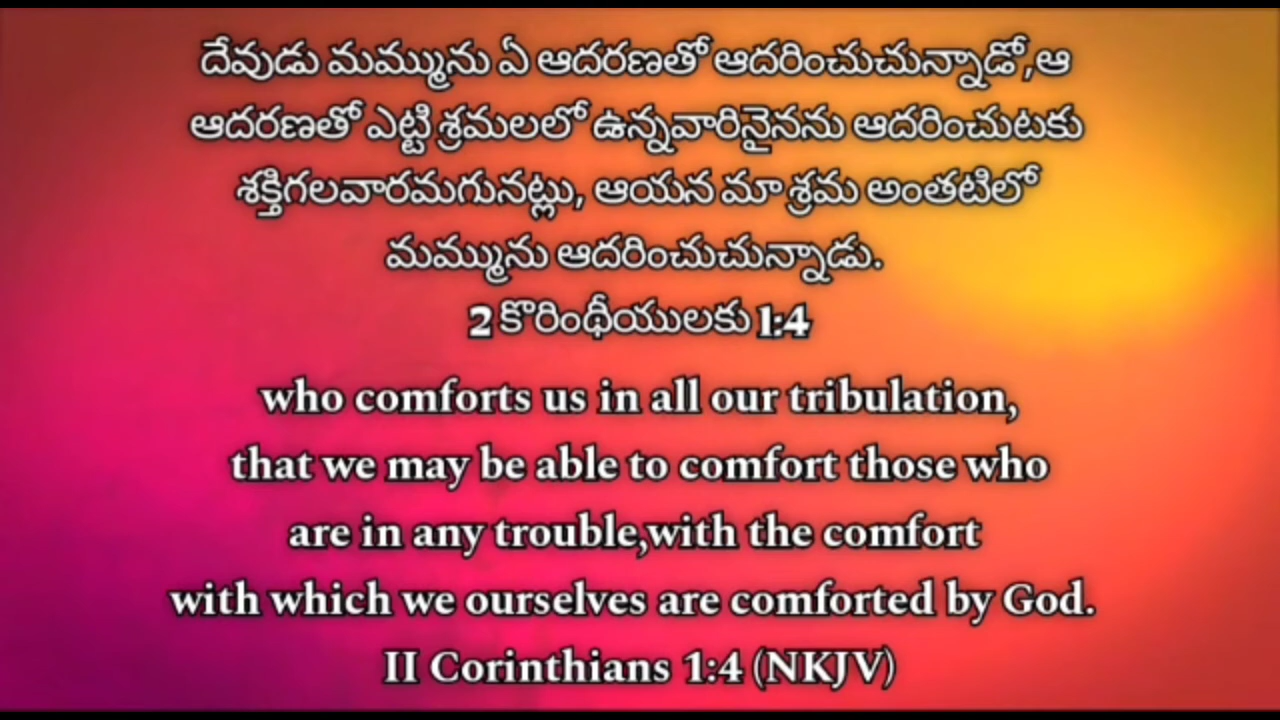 దేవుడు మమ్మును ఏ ఆదరణతో ఆదరించుచున్నాడో,ఆ
ఆదరణతో ఎట్టి శ్రమలలో ఉన్నవారినైనను ఆదరించుటకు
శక్తిగలవారమగునట్లు, ఆయన మా శ్రమ అంతటిలో
మమ్మును ఆదరించుచున్నాడు.
2 కొరింథీయులకు 1:4
who comforts us in all our tribulation,
that we may be able to comfort those who
are in any trouble,with the comfort
with which we ourselves are comforted by God.
II Corinthians 1:4 (NKJV)